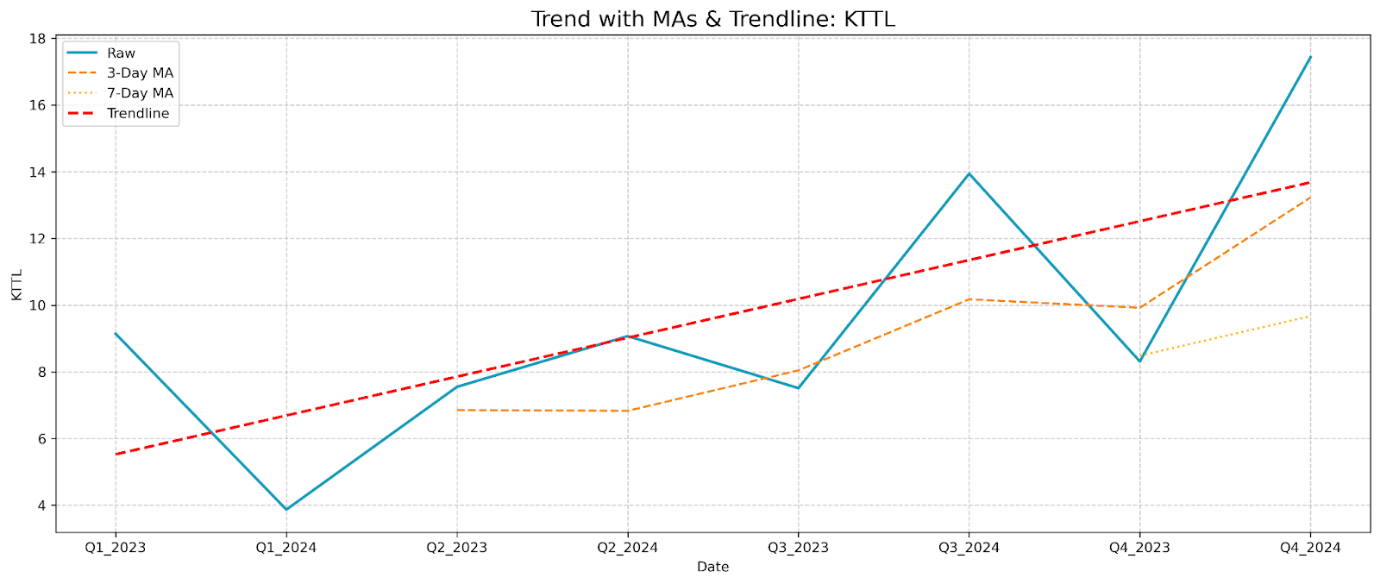 Trend with MAs & Trendline: KTTL
Raw
3-Day MA
7-Day MA
Trendline
18
16
14
12
10
8
6
4
KTTL
Q1_2023 Q1_2024 Q2_2023 Q2_2024 Q3_2023 Q3_2024 Q4_2023 Q4_2024
Date